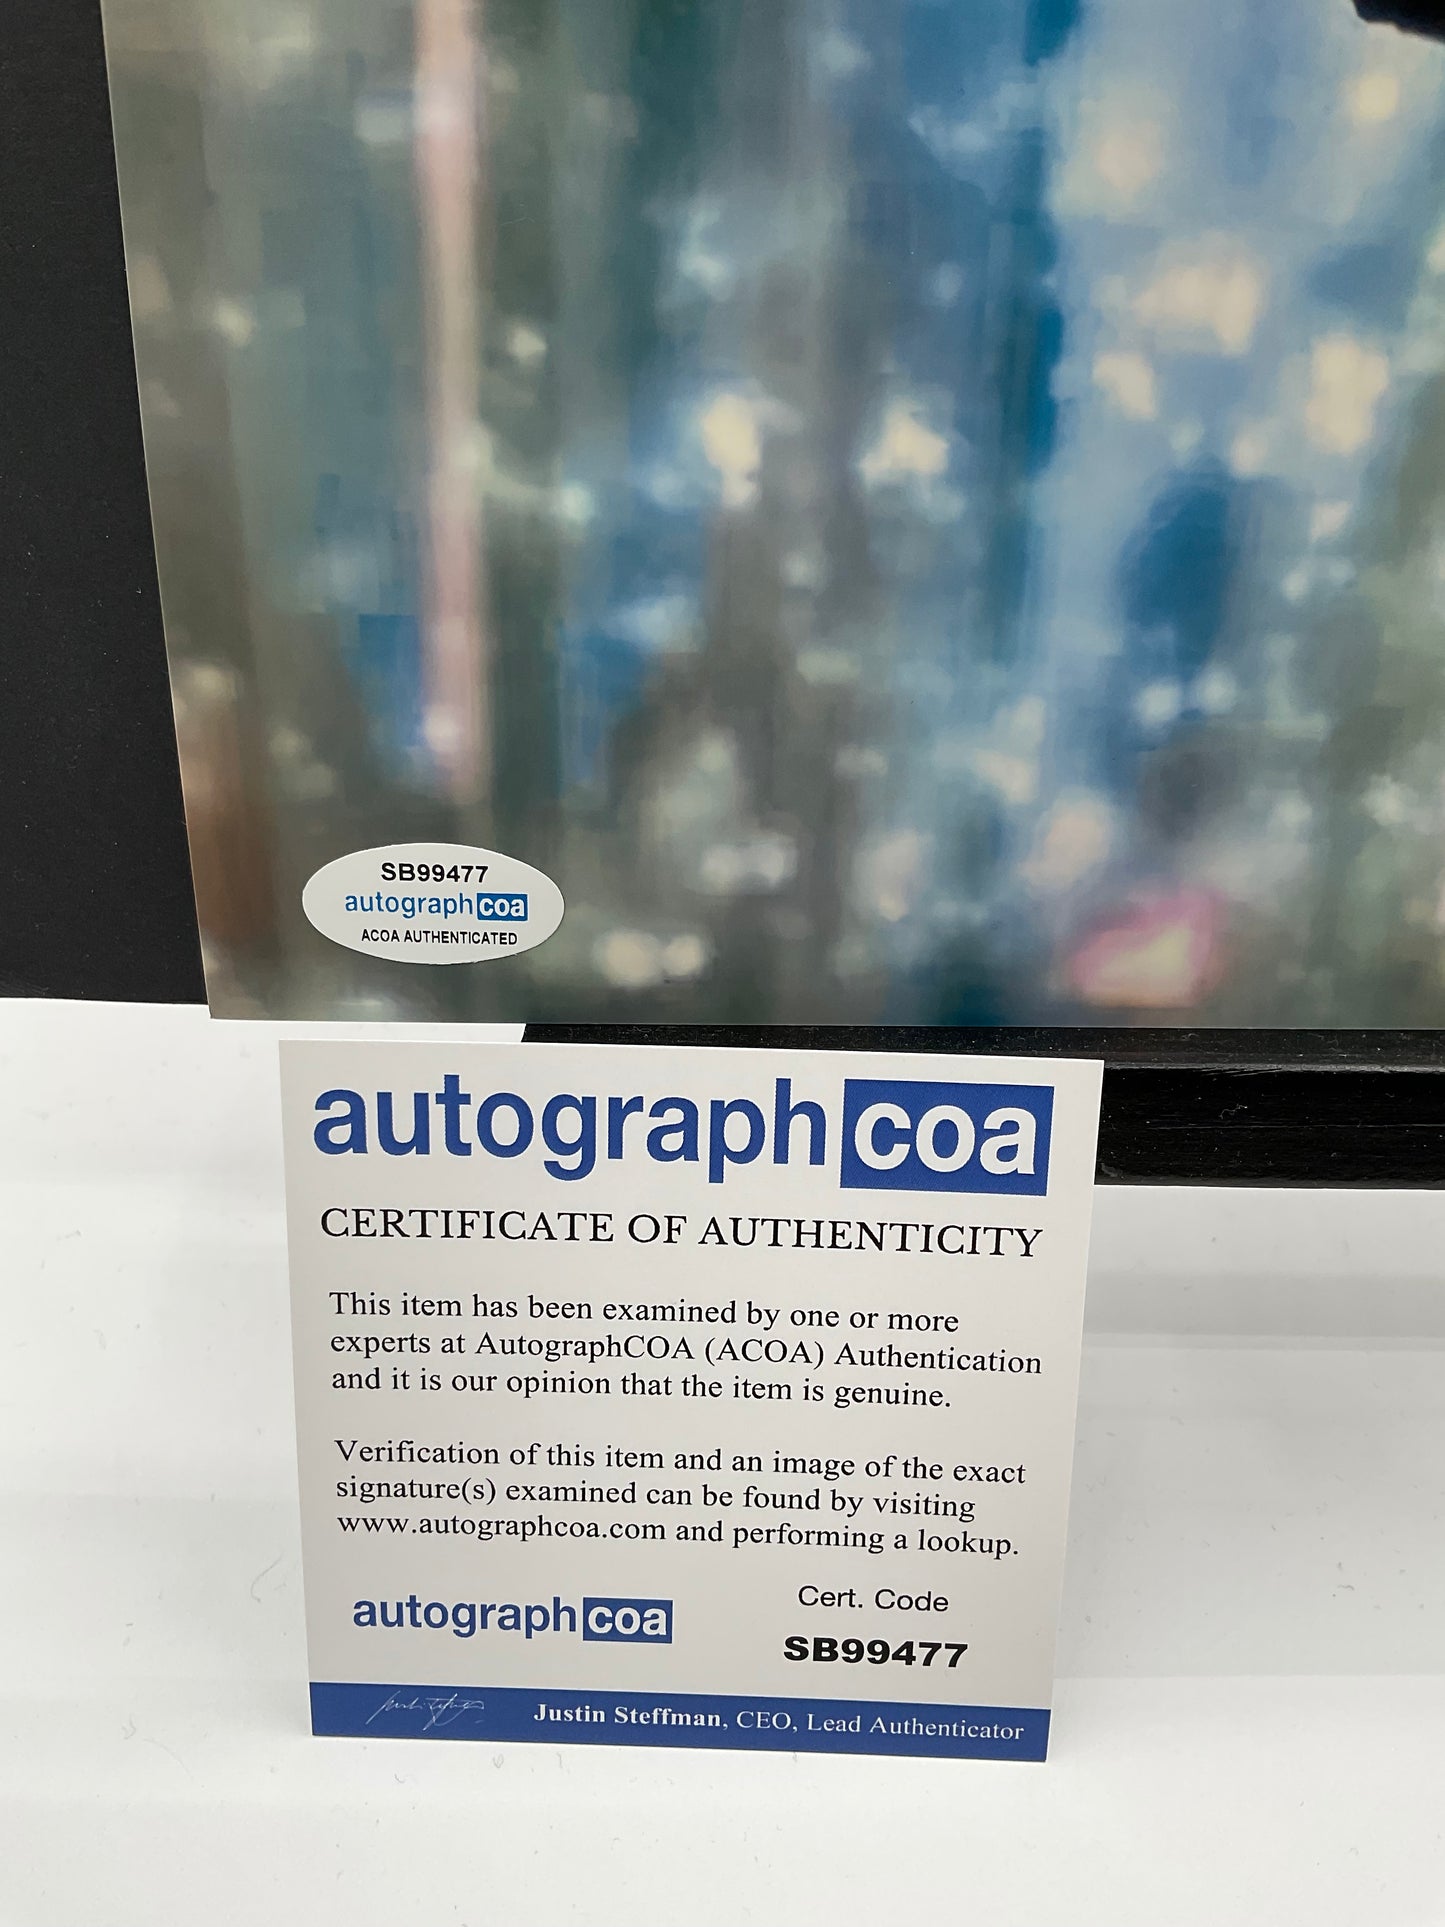 SB99477
autographcoa
ACOA AUTHENTICATED
autographcoa
CERTIFICATE OF AUTHENTICITY
This item has been examined by one or more
experts at AutographCOA (ACOA) Authentication
and it is our opinion that the item is genuine.
Verification of this item and an image of the exact
signature(s) examined can be found by visiting
www.autographcoa.com and performing a lookup.
autographcoa
Cert. Code
SB99477
Justin Steffman, CEO, Lead Authenticator